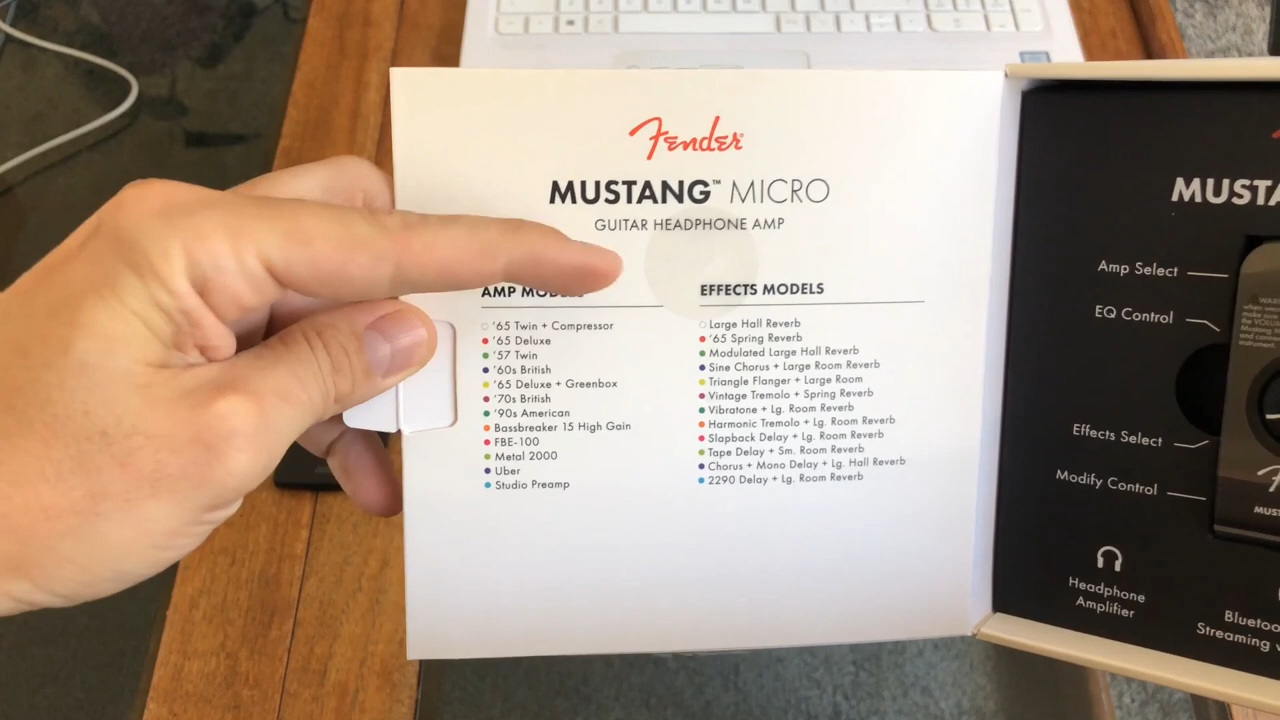 Fender
MUSTANG™ MICRO
GUITAR HEADPHONE AMP
AMP MODELS
'65 Twin + Compressor
'65 Deluxe
'57 Twin
'60s British
'65 Deluxe + Greenbox
'70s British
'90s American
Bassbreaker 15 High Gain
FBE-100
Metal 2000
Uber
Studio Preamp
EFFECTS MODELS
Large Hall Reverb
'65 Spring Reverb
Modulated Large Hall Reverb
Sine Chorus + Large Room Reverb
Triangle Flanger + Large Room
Vintage Tremolo + Spring Reverb
Vibratone + Lg. Room Reverb
Harmonic Tremolo + Lg. Room Reverb
Slapback Delay + Lg. Room Reverb
Tape Delay + Sm. Room Reverb
Chorus + Mono Delay + Lg. Hall Reverb
2290 Delay + Lg. Room Reverb
MUSTA
Amp Select
EQ Control
Effects Select
Modify Control
MUST
Headphone
Amplifier
Bluetoo
Streaming